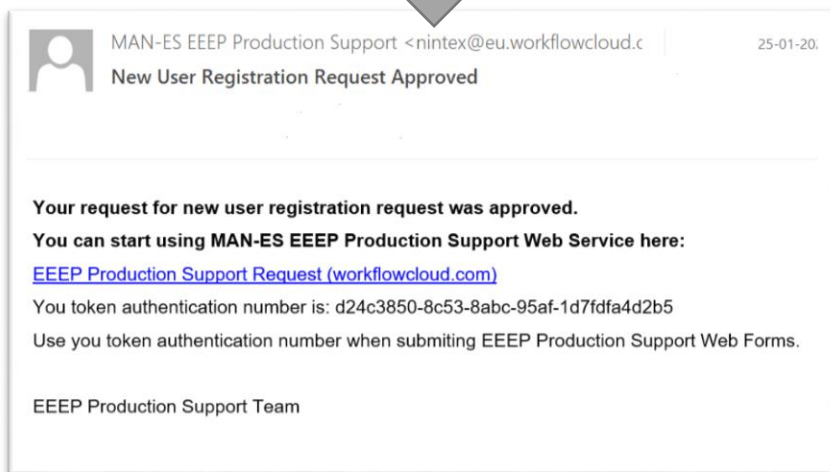 MAN-ES EEEP Production Support <nintex@eu.workflowcloud.c
25-01-20
New User Registration Request Approved
Your request for new user registration request was approved.
You can start using MAN-ES EEEP Production Support Web Service here:
EEEP Production Support Request (workflowcloud.com)
You token authentication number is: d24c3850-8c53-8abc-95af-1d7fdfa4d2b5
Use you token authentication number when submiting EEEP Production Support Web Forms.
EEEP Production Support Team